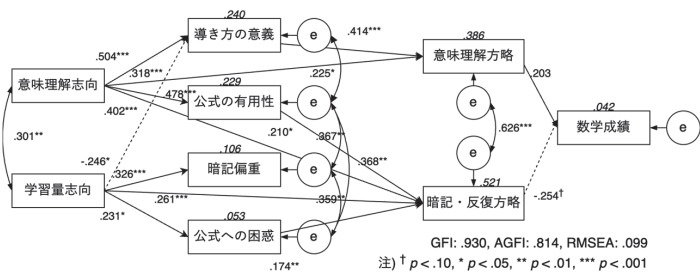 .240
導き方の意義
e
.414***
.386
意味理解方略
.504***
.318***
.225*
.203
意味理解志向
.478***
.229
公式の有用性
e
e
.042
数学成績
e
.402***
.210*
.367**
.626***
.301**
.106
暗記偏重
e
.368**
e
-.246*
.326***
学習量志向
.261***
.359**
.521
暗記・反復方略
-.254†
.231*
.053
公式への困惑
e
.174**
GFI: .930, AGFI: .814, RMSEA: .099
注) † p < .10, * p < .05, ** p < .01, *** p < .001